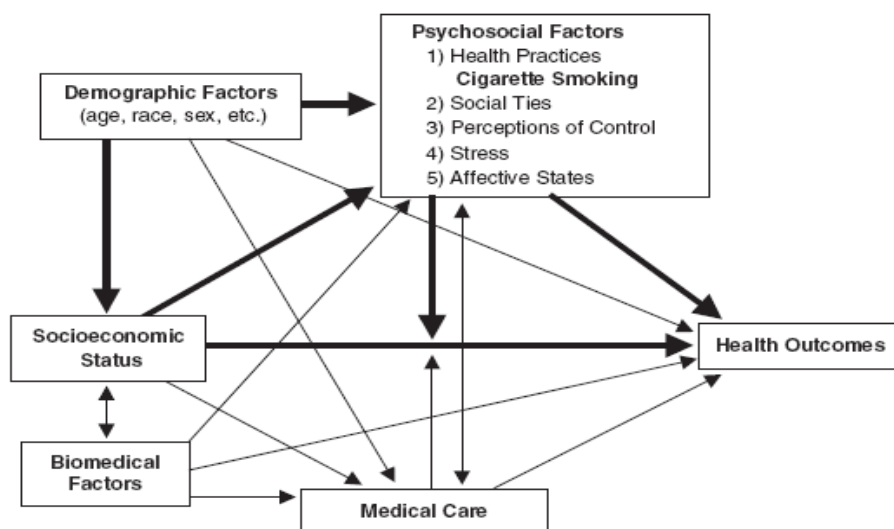 Psychosocial Factors
1) Health Practices
Cigarette Smoking
2) Social Ties
3) Perceptions of Control
4) Stress
5) Affective States
Demographic Factors
(age, race, sex, etc.)
Socioeconomic
Status
Health Outcomes
Biomedical
Factors
Medical Care